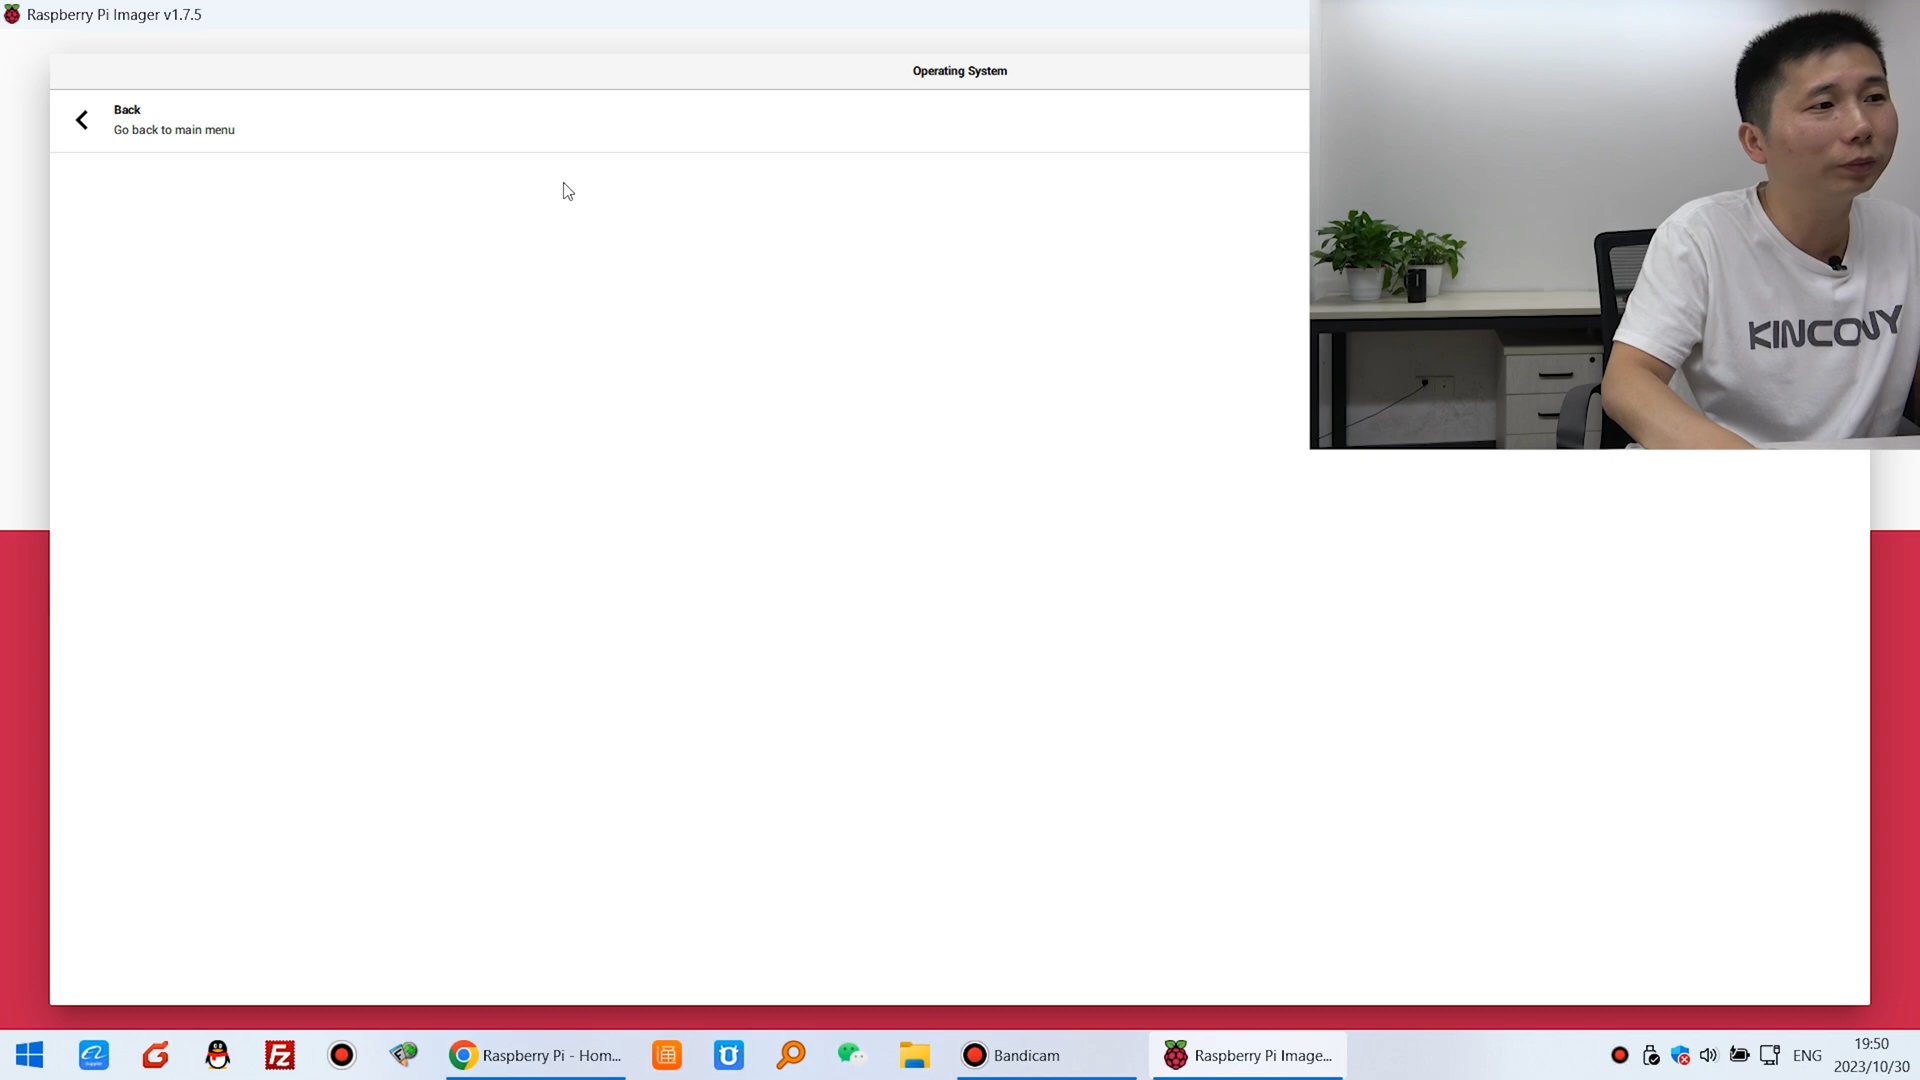 Raspberry Pi Imager v1.7.5
Operating System
Back
Go back to main menu
KINCONY
Raspberry Pi - Hom...
Bandicam
Raspberry Pi Image...
ENG
19:50
2023/10/30